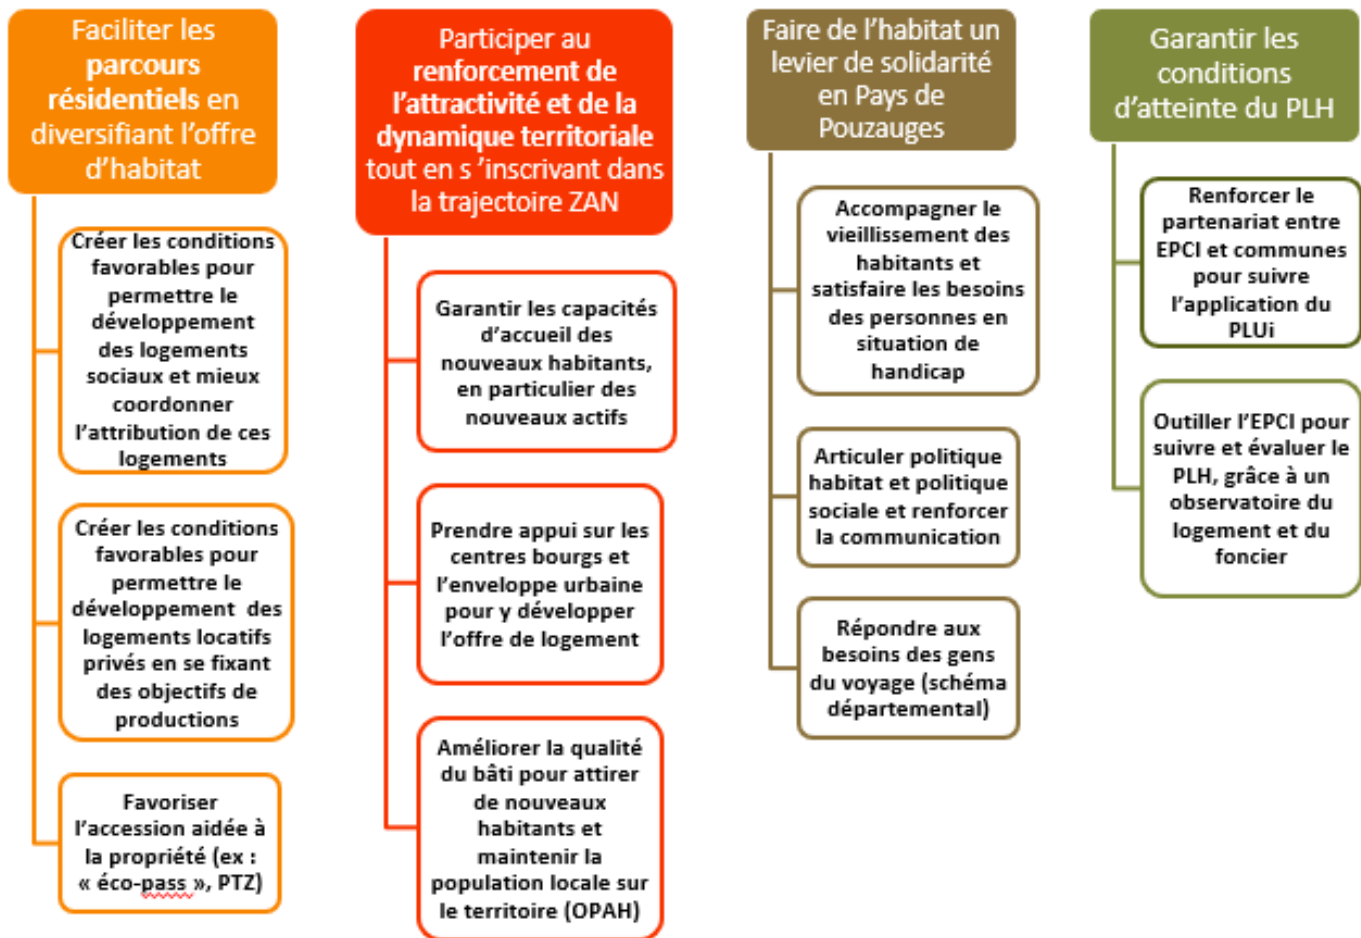 Faciliter les
parcours
résidentiels en
diversifiant l’offre
d’habitat
Créer les conditions
favorables pour
permettre le
développement
des logements
sociaux et mieux
coordonner
l’attribution de ces
logements
Créer les conditions
favorables pour
permettre le
développement des
logements locatifs
privés en se fixant
des objectifs de
productions
Favoriser
l’accession aidée à
la propriété (ex :
« éco-pass », PTZ)
Participer au
renforcement de
l’attractivité et de la
dynamique territoriale
tout en s ’inscrivant dans
la trajectoire ZAN
Garantir les capacités
d’accueil des
nouveaux habitants,
en particulier des
nouveaux actifs
Prendre appui sur les
centres bourgs et
l’enveloppe urbaine
pour y développer
l’offre de logement
Améliorer la qualité
du bâti pour attirer
de nouveaux
habitants et
maintenir la
population locale sur
le territoire (OPAH)
Faire de l’habitat un
levier de solidarité
en Pays de
Pouzauges
Accompagner le
vieillissement des
habitants et
satisfaire les besoins
des personnes en
situation de
handicap
Articuler politique
habitat et politique
sociale et renforcer
la communication
Répondre aux
besoins des gens
du voyage (schéma
départemental)
Garantir les
conditions
d’atteinte du PLH
Renforcer le
partenariat entre
EPCI et communes
pour suivre
l’application du
PLUi
Outiller l’EPCI pour
suivre et évaluer le
PLH, grâce à un
observatoire du
logement et du
foncier